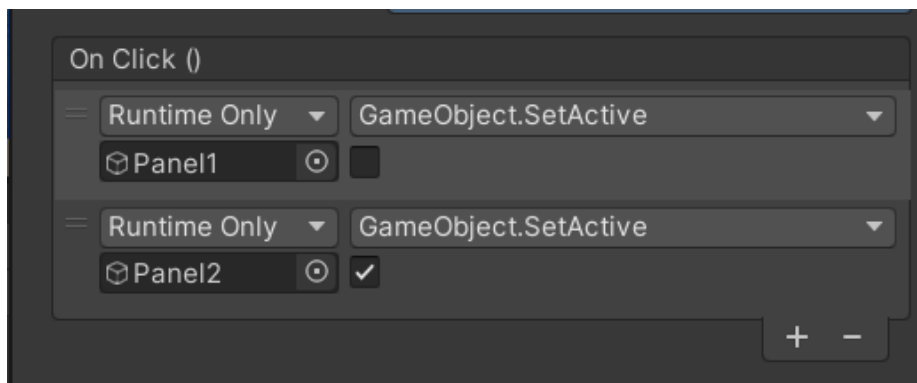 On Click ()
Runtime Only GameObject.SetActive
Panel1
Runtime Only GameObject.SetActive
Panel2
+ −